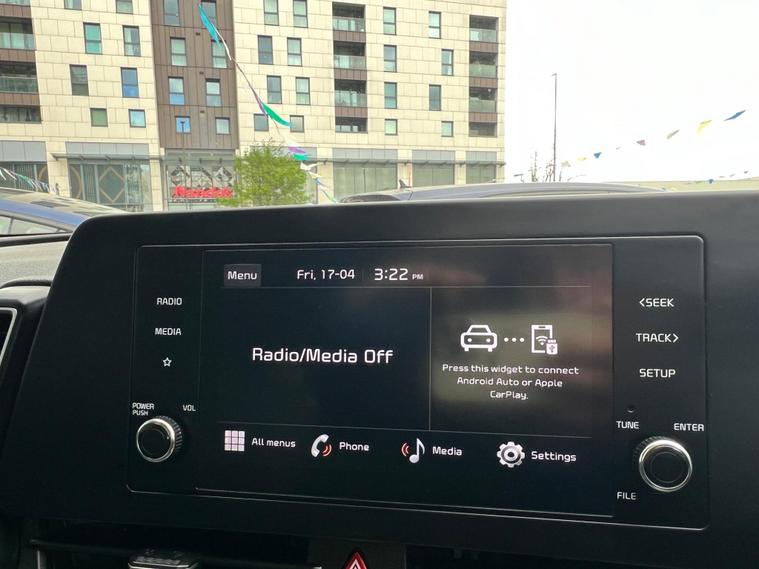 Nando's
Menu
Fri, 17-04
3:22 PM
Radio/Media Off
Press this widget to connect
Android Auto or Apple
CarPlay.
All menus
Phone
Media
Settings
RADIO
MEDIA
POWER
PUSH
VOL
<SEEK
TRACK>
SETUP
TUNE
ENTER
FILE